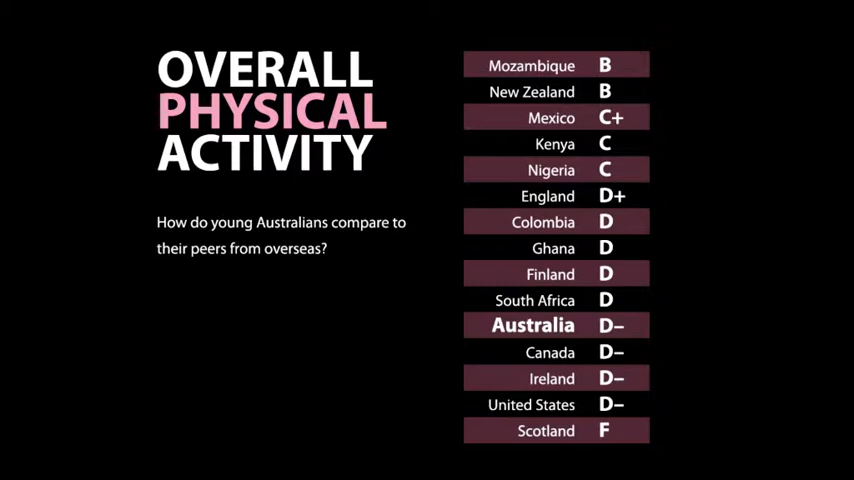 OVERALL
PHYSICAL
ACTIVITY
How do young Australians compare to
their peers from overseas?
Mozambique B
New Zealand B
Mexico C+
Kenya C
Nigeria C
England D+
Colombia D
Ghana D
Finland D
South Africa D
Australia D–
Canada D–
Ireland D–
United States D–
Scotland F